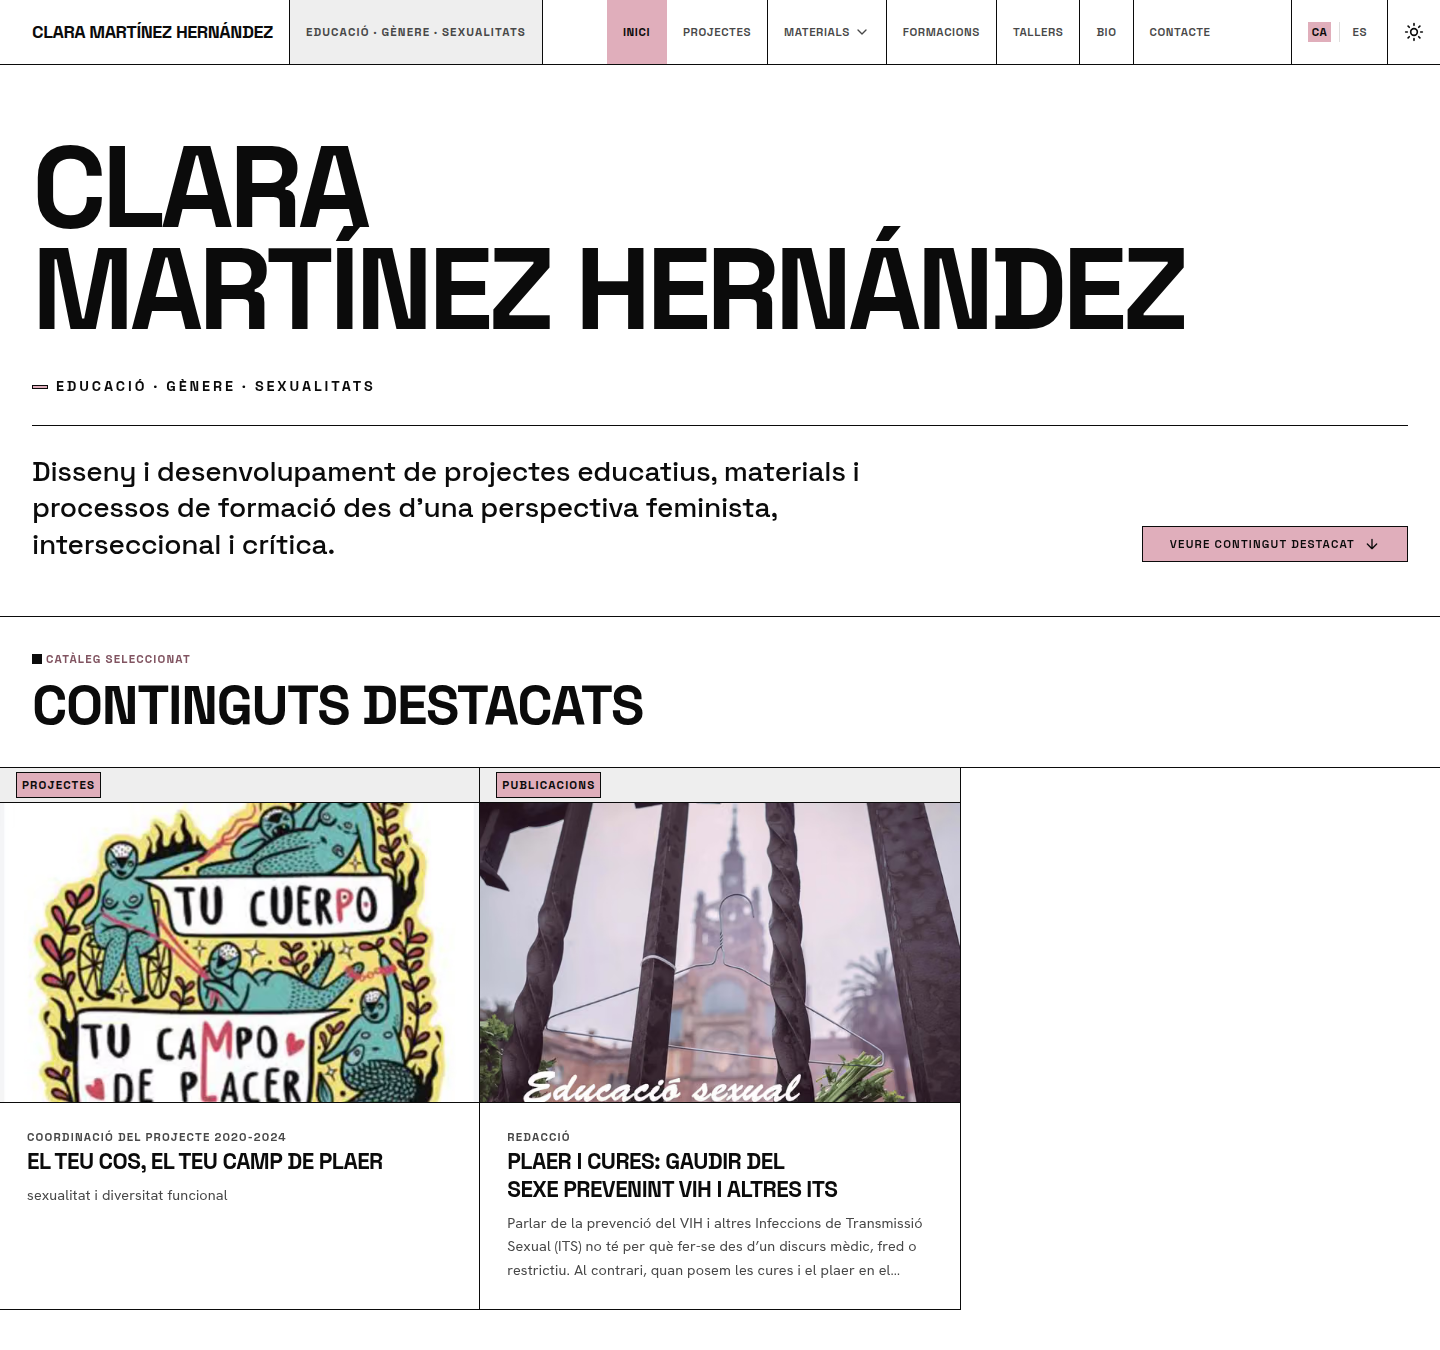 CLARA MARTÍNEZ HERNÁNDEZ
EDUCACIÓ · GÈNERE · SEXUALITATS
INICI
PROJECTES
MATERIALS
FORMACIONS
TALLERS
BIO
CONTACTE
CA
ES
CLARA
MARTÍNEZ HERNÁNDEZ
EDUCACIÓ · GÈNERE · SEXUALITATS
Disseny i desenvolupament de projectes educatius, materials i
processos de formació des d’una perspectiva feminista,
interseccional i crítica.
VEURE CONTINGUT DESTACAT
CATÀLEG SELECCIONAT
CONTINGUTS DESTACATS
PROJECTES
TU CUERPO
TU CAMPO
DE PLACER
COORDINACIÓ DEL PROJECTE 2020-2024
EL TEU COS, EL TEU CAMP DE PLAER
sexualitat i diversitat funcional
PUBLICACIONS
Educació sexual
REDACCIÓ
PLAER I CURES: GAUDIR DEL
SEXE PREVENINT VIH I ALTRES ITS
Parlar de la prevenció del VIH i altres Infeccions de Transmissió
Sexual (ITS) no té per què fer-se des d’un discurs mèdic, fred o
restrictiu. Al contrari, quan posem les cures i el plaer en el…